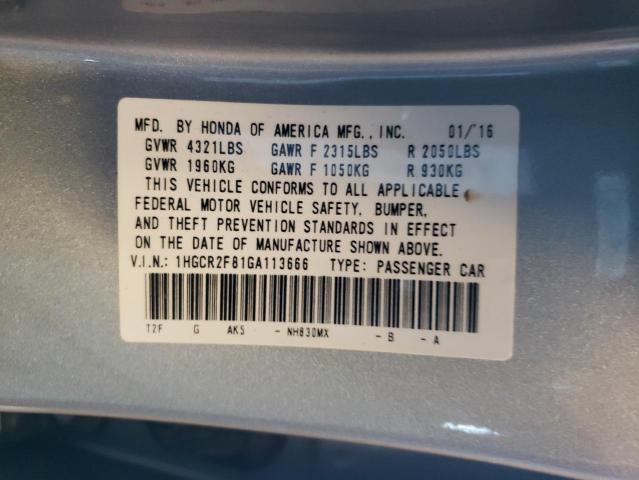 MFD. BY HONDA OF AMERICA MFG., INC. 01/16
GVWR 4321LBS GAWR F 2315LBS R 2050LBS
GVWR 1960KG GAWR F 1050KG R 930KG
THIS VEHICLE CONFORMS TO ALL APPLICABLE
FEDERAL MOTOR VEHICLE SAFETY, BUMPER,
AND THEFT PREVENTION STANDARDS IN EFFECT
ON THE DATE OF MANUFACTURE SHOWN ABOVE.
V.I.N.: 1HGCR2F81GA113666 TYPE: PASSENGER CAR
T2F G AK5 - NH830MX - B - A